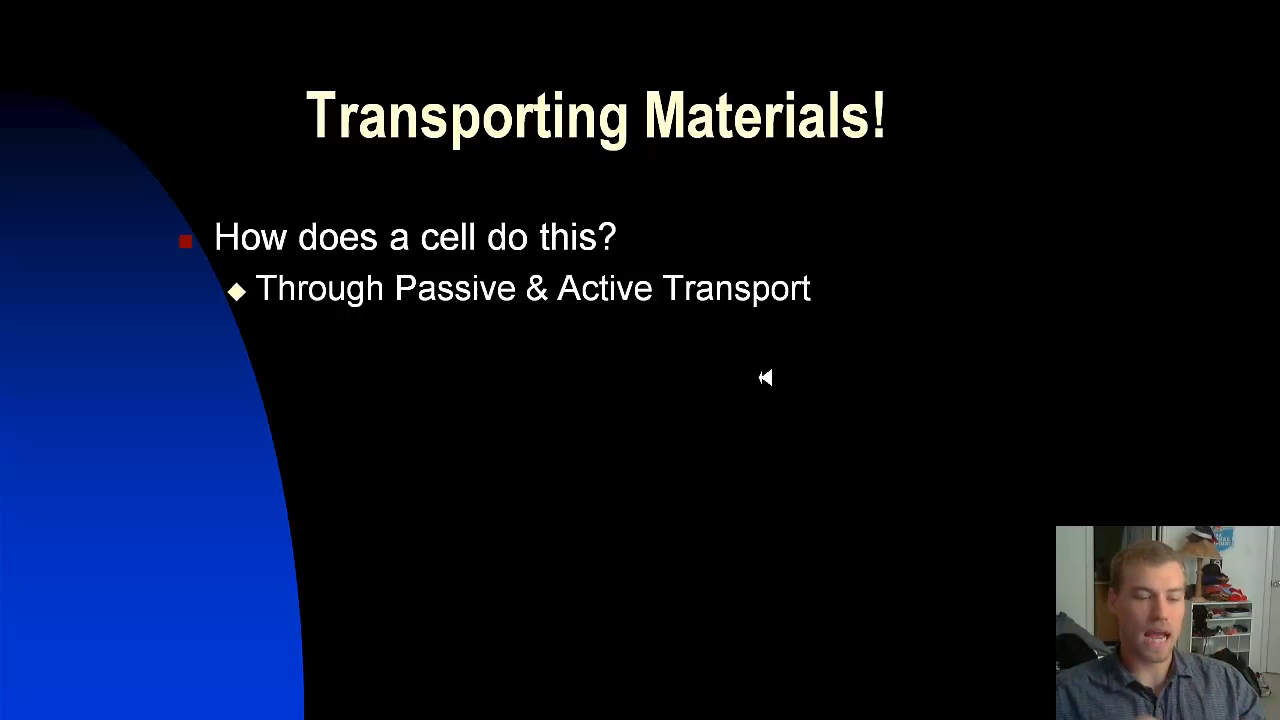 Transporting Materials!
How does a cell do this?
Through Passive & Active Transport